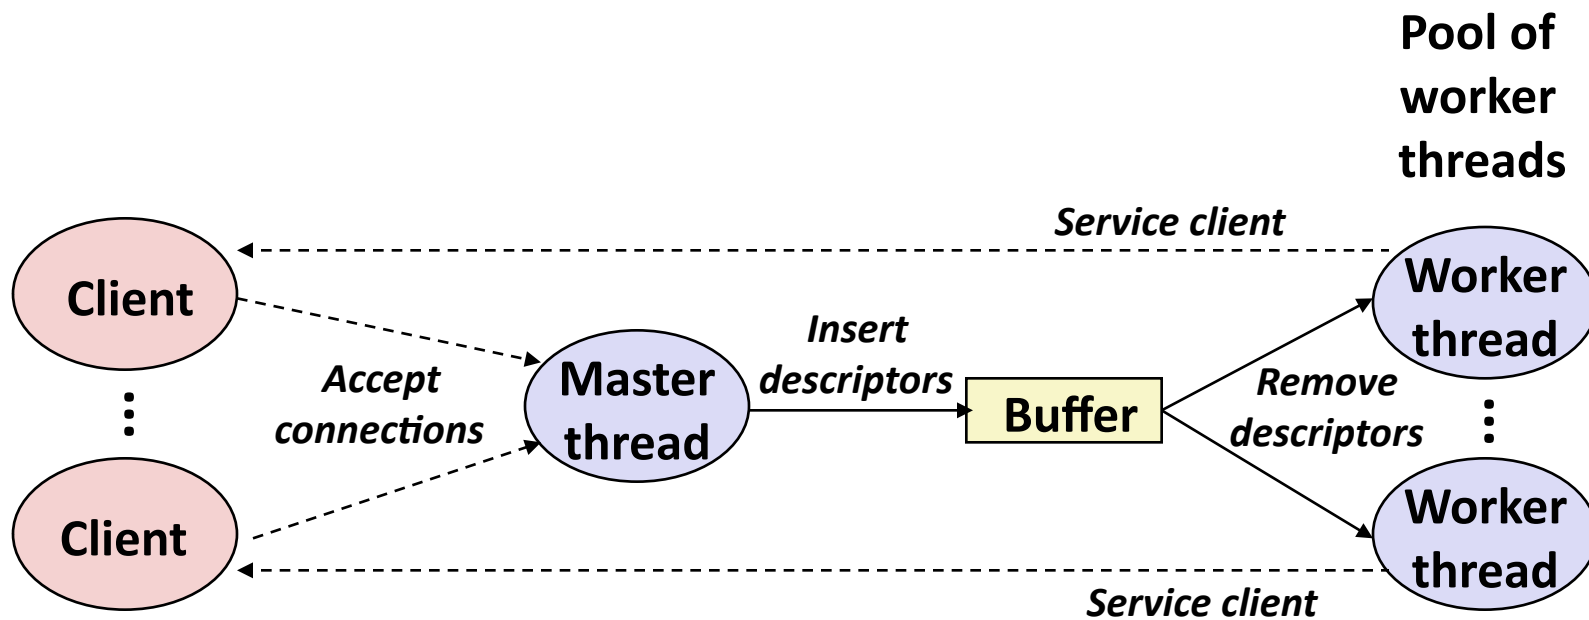 Pool of
worker
threads
Service client
Client
Worker
thread
Insert
descriptors
Master
thread
Accept
connections
Buffer
Remove
descriptors
Client
Worker
thread
Service client